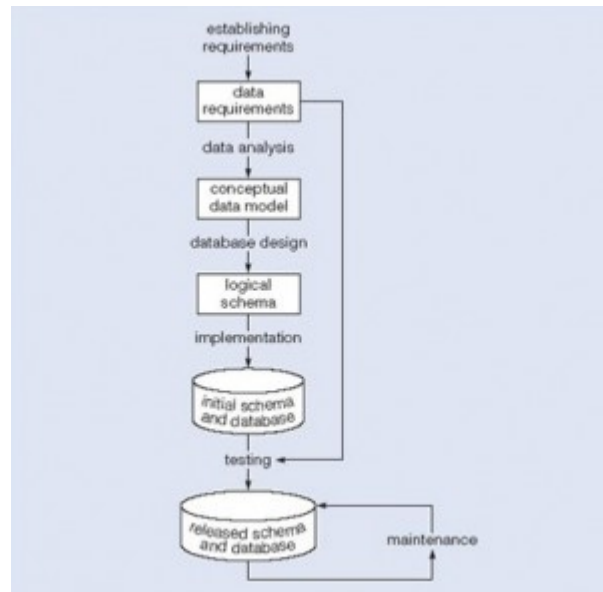 establishing
requirements
data
requirements
data analysis
conceptual
data model
database design
logical
schema
implementation
initial schema
and database
testing
released schema
and database
maintenance